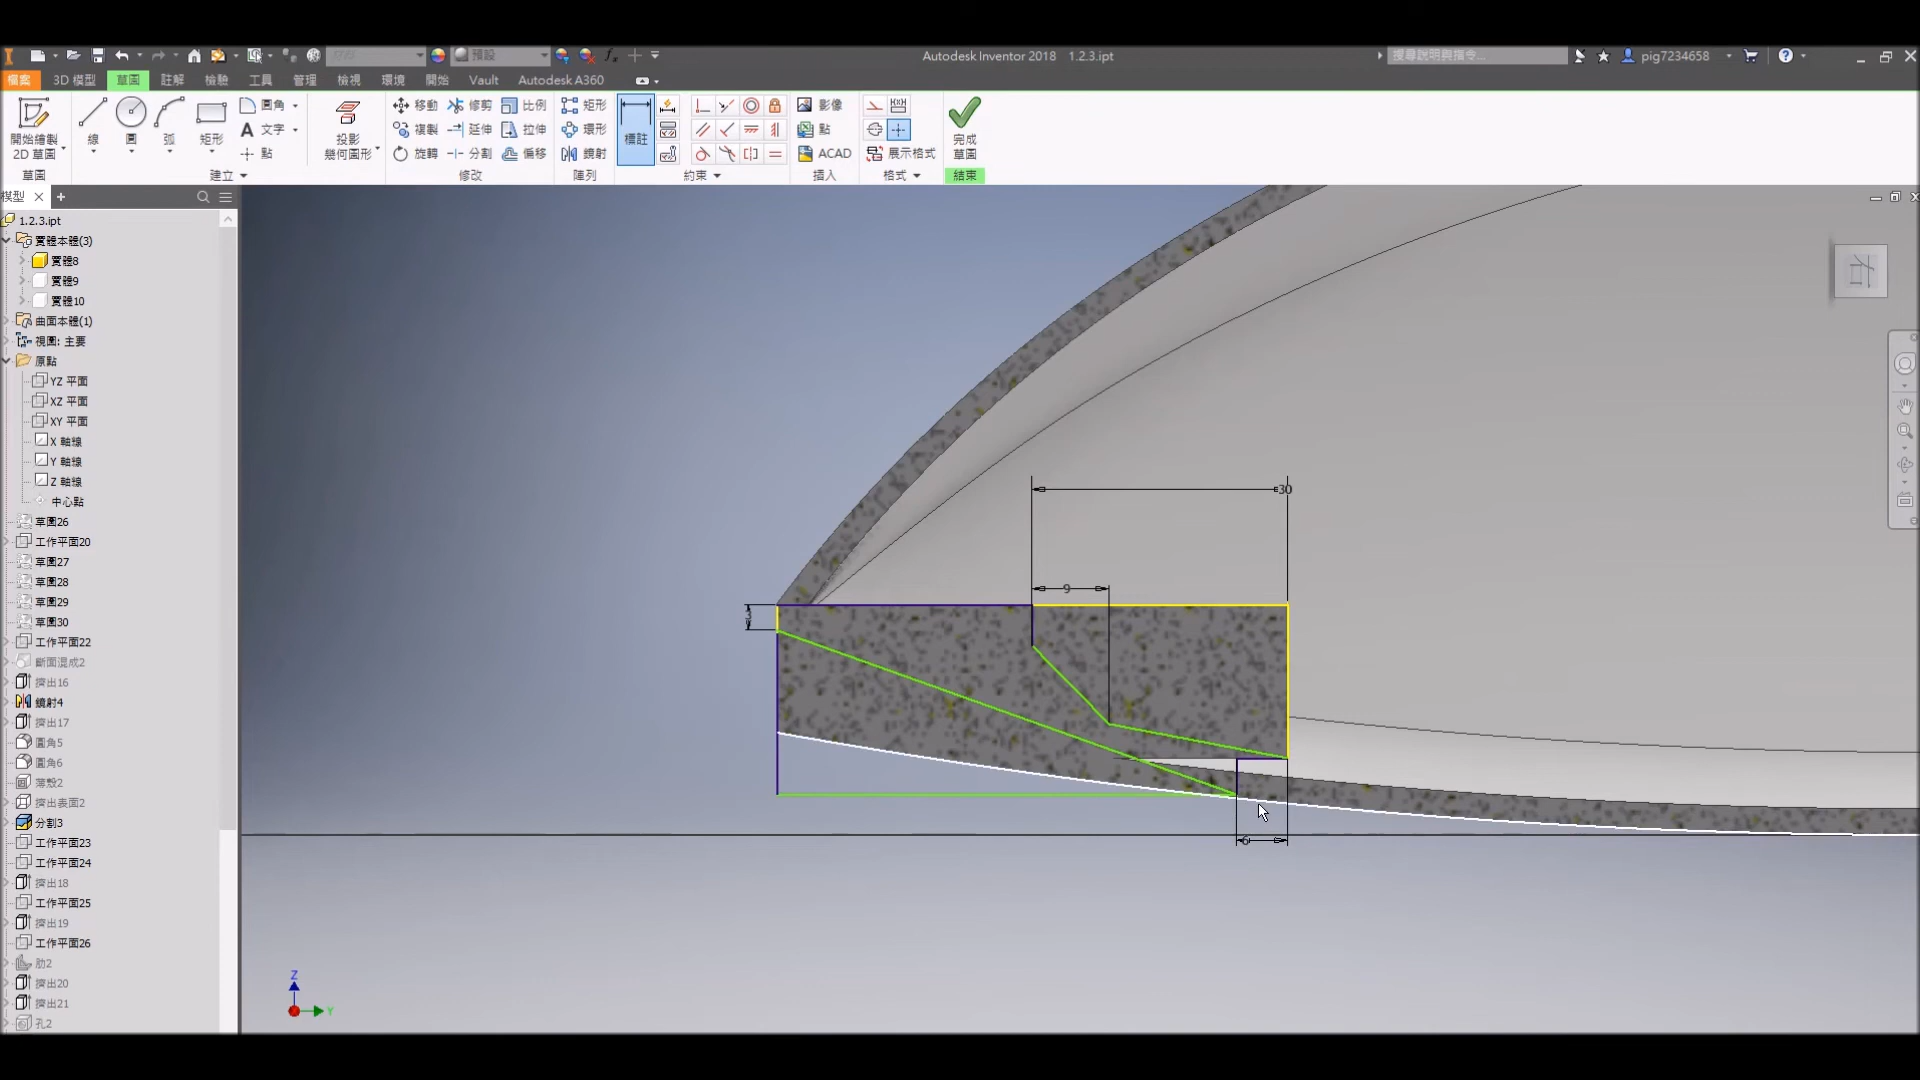 預設
Autodesk Inventor 2018 1.2.3.ipt
搜尋說明與指令...
pig7234658
檔案 3D 模型 草圖 註解 檢驗 工具 管理 檢視 環境 開始 Vault Autodesk A360
開始繪製
2D 草圖
線
圓
弧
矩形
圓角
文字
點
投影
幾何圖形
移動 修剪 比例
複製 延伸 拉伸
旋轉 分割 偏移
矩形
環形
鏡射
標註
影像
點
ACAD
展示格式
完成
草圖
草圖 建立 修改 陣列 約束 插入 格式 結束
模型
1.2.3.ipt
實體本體(3)
實體8
實體9
實體10
曲面本體(1)
視圖: 主要
原點
YZ 平面
XZ 平面
XY 平面
X 軸線
Y 軸線
Z 軸線
中心點
草圖26
工作平面20
草圖27
草圖28
草圖29
草圖30
工作平面22
斷面混成2
擠出16
鏡射4
擠出17
圓角5
圓角6
薄殼2
擠出表面2
分割3
工作平面23
工作平面24
擠出18
工作平面25
擠出19
工作平面26
肋2
擠出20
擠出21
孔2
30
9
3
6
Z
Y